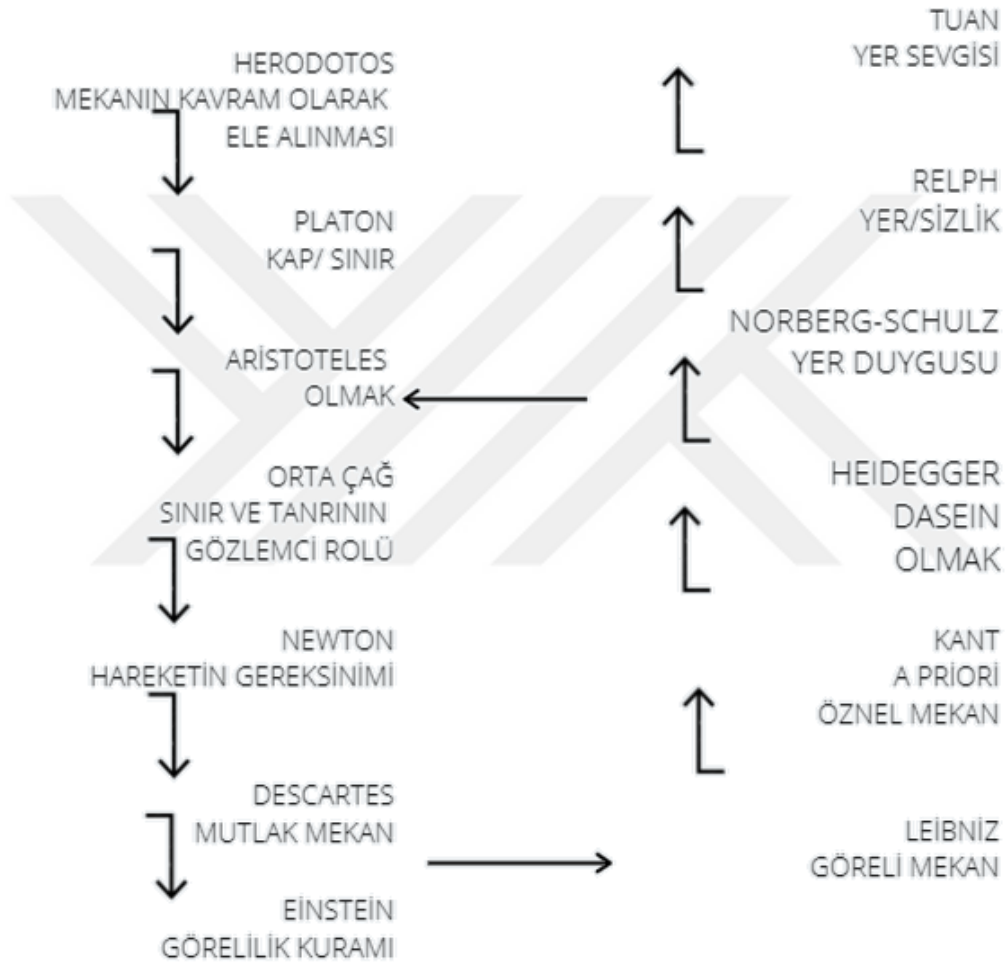 HERODOTOS
MEKANIN KAVRAM OLARAK
ELE ALINMASI
PLATON
KAP/ SINIR
ARİSTOTELES
OLMAK
ORTA ÇAĞ
SINIR VE TANRININ
GÖZLEMCİ ROLÜ
NEWTON
HAREKETİN GEREKSİNİMİ
DESCARTES
MUTLAK MEKAN
EİNSTEİN
GÖRELİLİK KURAMI
TUAN
YER SEVGİSİ
RELPH
YER/SİZLİK
NORBERG-SCHULZ
YER DUYGUSU
HEIDEGGER
DASEIN
OLMAK
KANT
A PRİORİ
ÖZNEL MEKAN
LEİBNİZ
GÖRELİ MEKAN